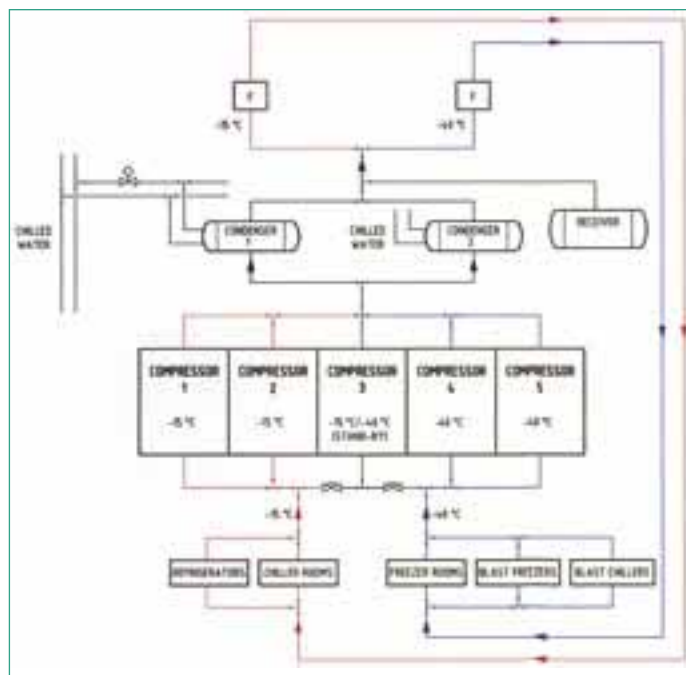 F
F
-15 °C
-40 °C
CHILLED
WATER
CONDENSER
1
CHILLED
WATER
CONDENSER
2
RECEIVER
COMPRESSOR
1
-15 °C
COMPRESSOR
2
-15 °C
COMPRESSOR
3
-15 °C/-40 °C
(STAND-BY)
COMPRESSOR
4
-40 °C
COMPRESSOR
5
-40 °C
-15 °C
-40 °C
REFRIGERATORS
CHILLED ROOMS
FREEZER ROOMS
BLAST FREEZERS
BLAST CHILLERS